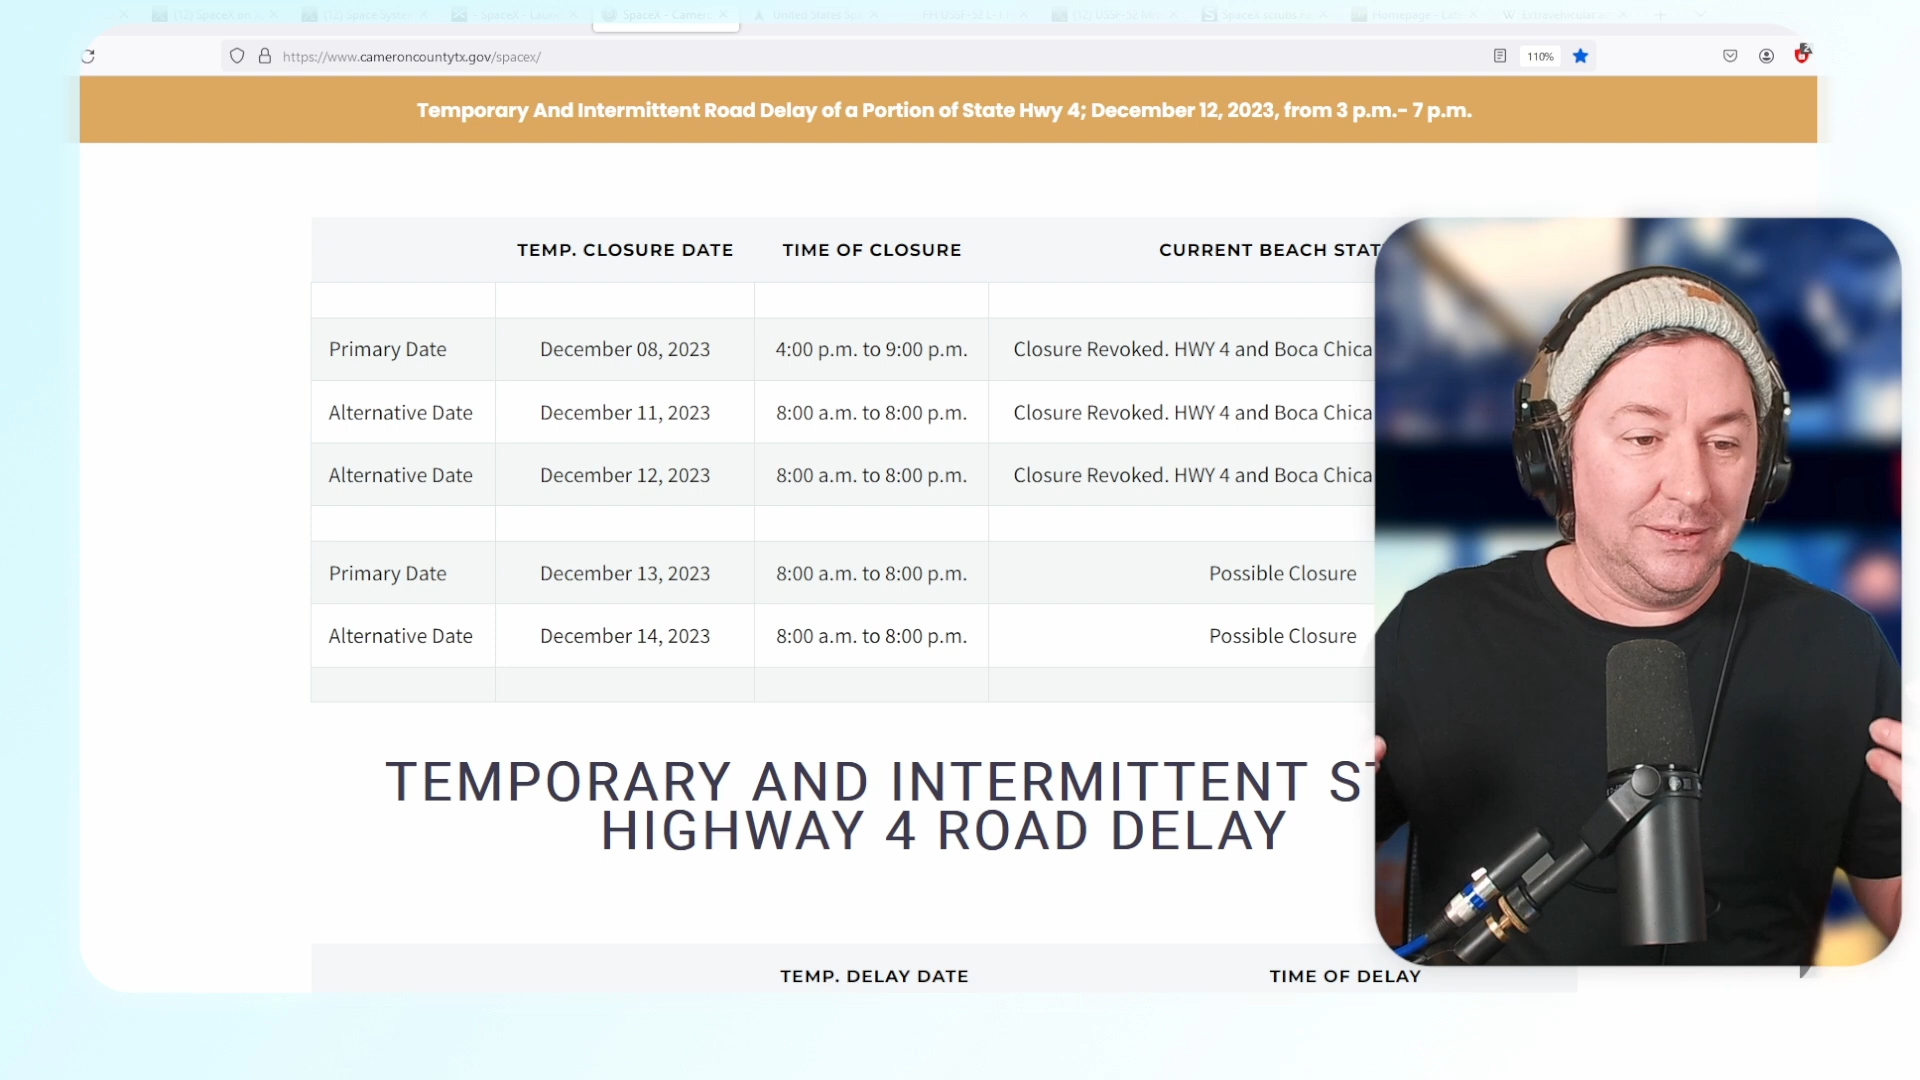 SpaceX - Camer
https://www.cameroncountytx.gov/spacex/
110%
Temporary And Intermittent Road Delay of a Portion of State Hwy 4; December 12, 2023, from 3 p.m.- 7 p.m.
TEMP. CLOSURE DATE TIME OF CLOSURE CURRENT BEACH STAT
Primary Date December 08, 2023 4:00 p.m. to 9:00 p.m. Closure Revoked. HWY 4 and Boca Chica
Alternative Date December 11, 2023 8:00 a.m. to 8:00 p.m. Closure Revoked. HWY 4 and Boca Chica
Alternative Date December 12, 2023 8:00 a.m. to 8:00 p.m. Closure Revoked. HWY 4 and Boca Chica
Primary Date December 13, 2023 8:00 a.m. to 8:00 p.m. Possible Closure
Alternative Date December 14, 2023 8:00 a.m. to 8:00 p.m. Possible Closure
TEMPORARY AND INTERMITTENT ST
HIGHWAY 4 ROAD DELAY
TEMP. DELAY DATE TIME OF DELAY